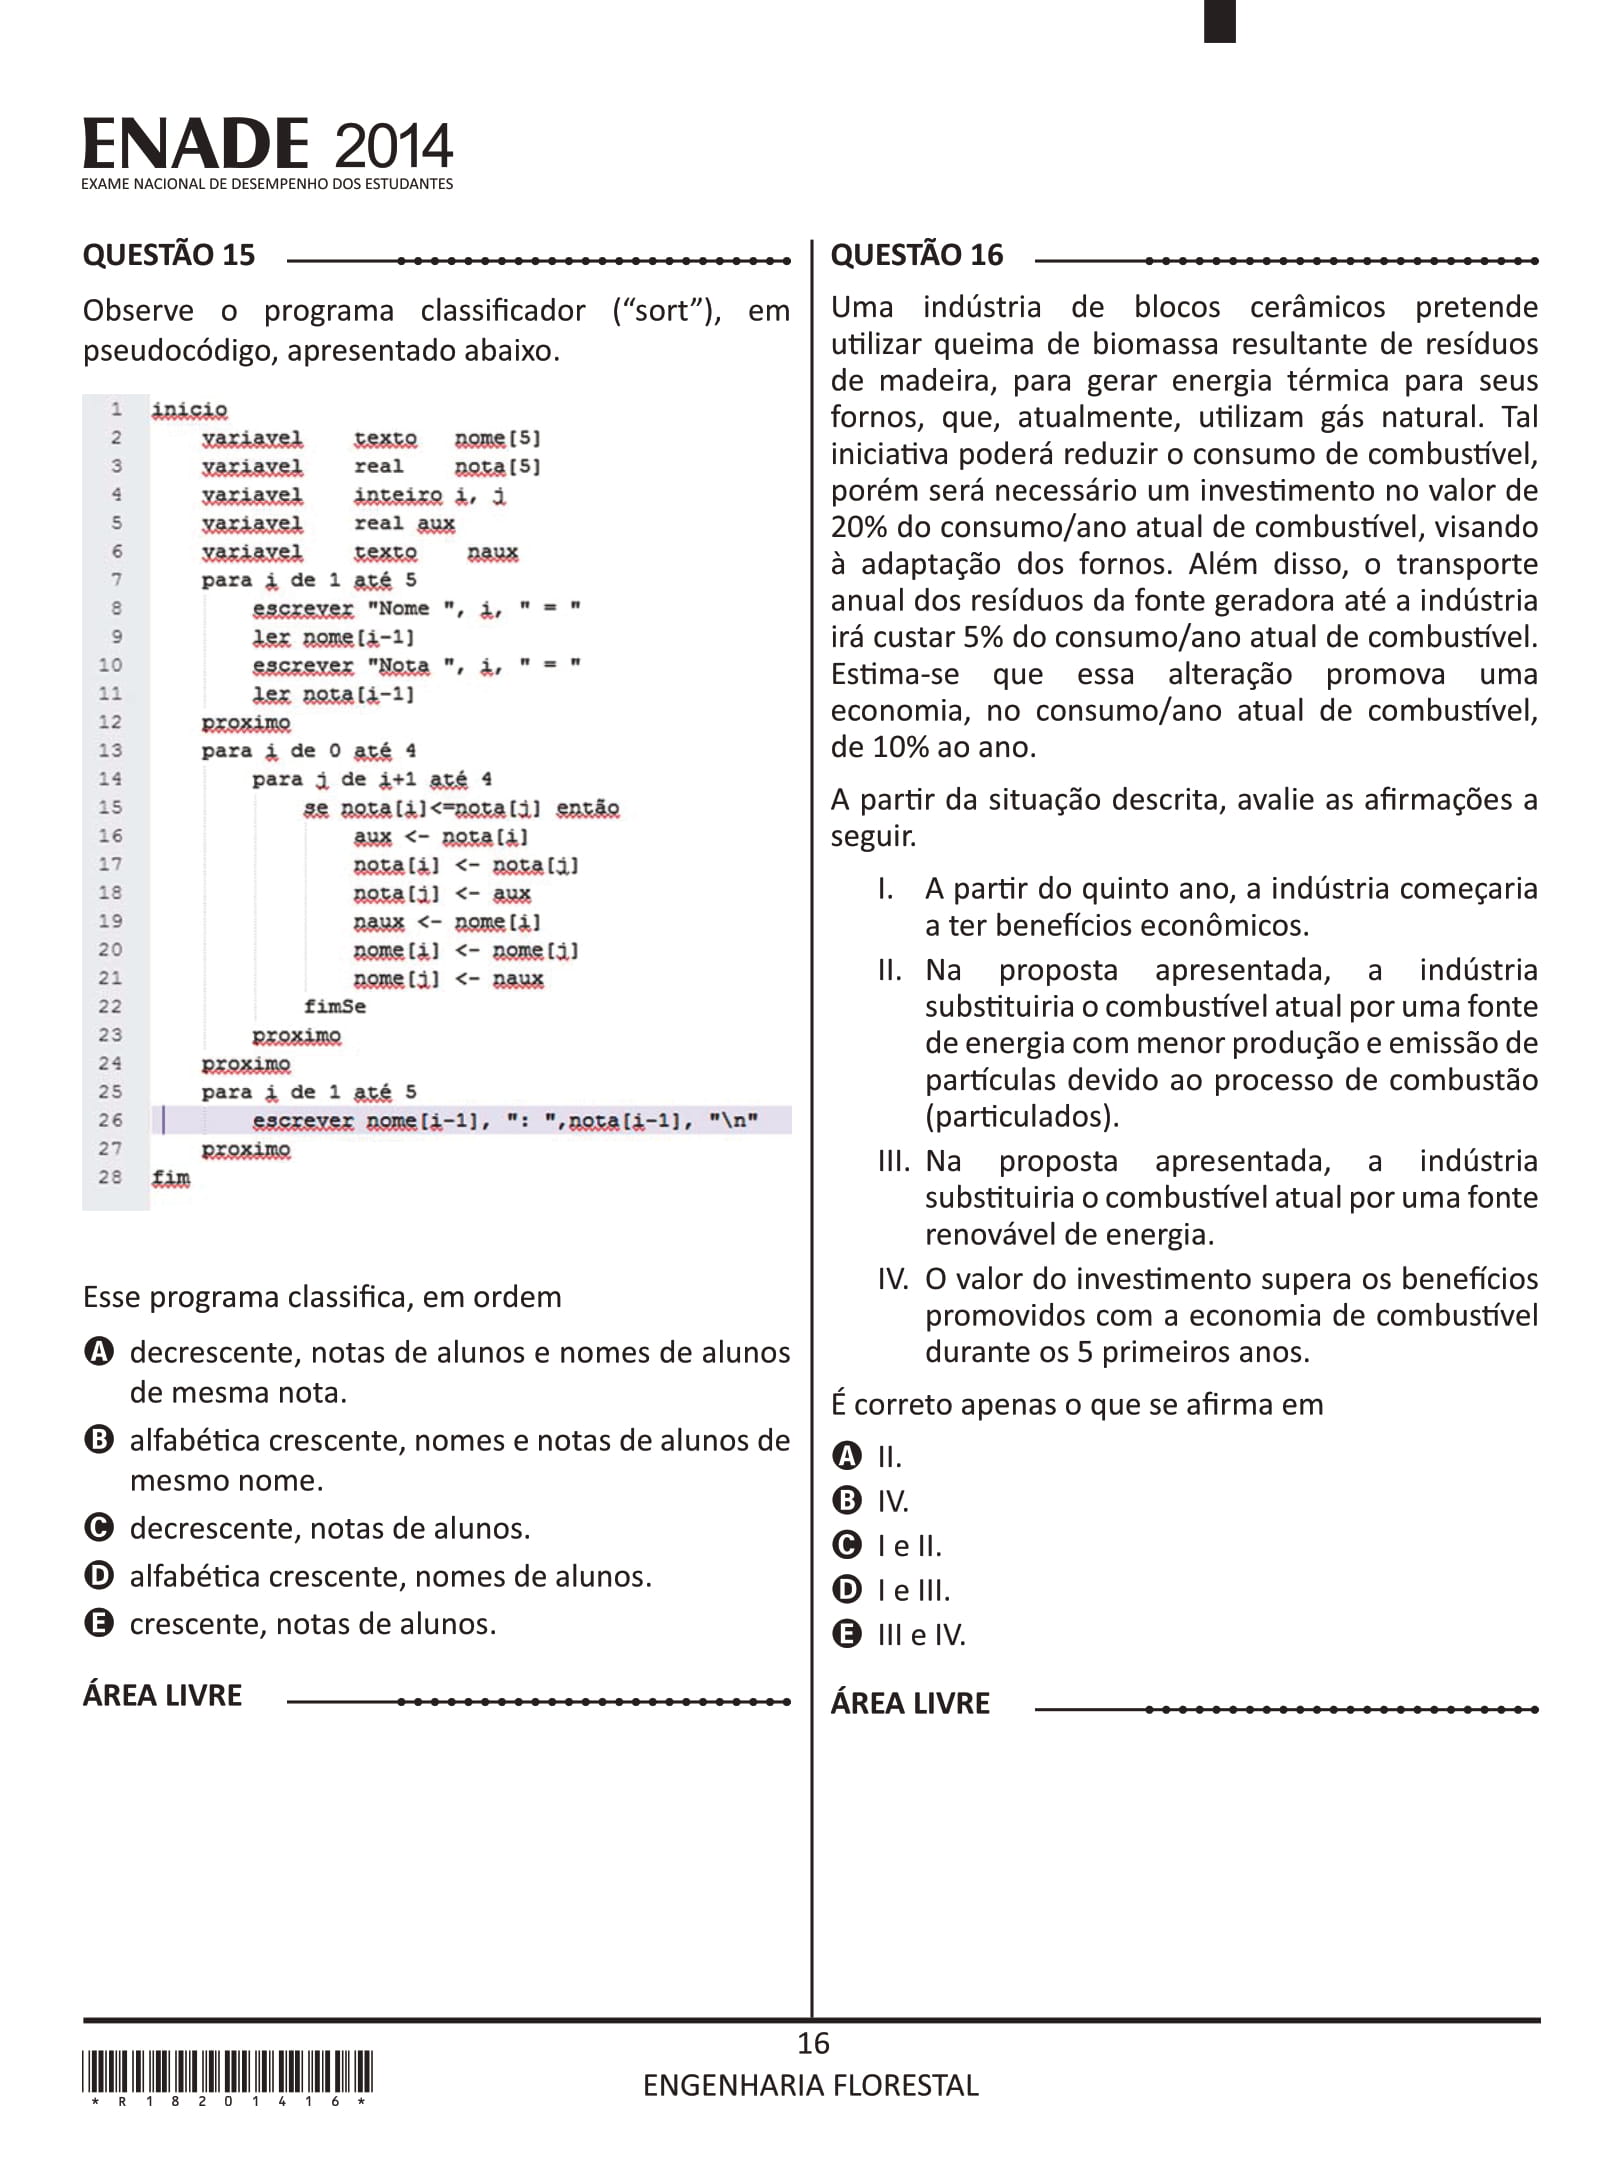 ENADE 2014
EXAME NACIONAL DE DESEMPENHO DOS ESTUDANTES
QUESTÃO 15
Observe o programa classificador (“sort”), em
pseudocódigo, apresentado abaixo.
1 inicio
2 variavel texto nome[5]
3 variavel real nota[5]
4 variavel inteiro i, j
5 variavel real aux
6 variavel texto naux
7 para i de 1 até 5
8 escrever "Nome ", i, " = "
9 ler nome[i-1]
10 escrever "Nota ", i, " = "
11 ler nota[i-1]
12 proximo
13 para i de 0 até 4
14 para j de i+1 até 4
15 se nota[i]<=nota[j] então
16 aux <- nota[i]
17 nota[i] <- nota[j]
18 nota[j] <- aux
19 naux <- nome[i]
20 nome[i] <- nome[j]
21 nome[j] <- naux
22 fimSe
23 proximo
24 proximo
25 para i de 1 até 5
26 escrever nome[i-1], ": ",nota[i-1], "\n"
27 proximo
28 fim
Esse programa classifica, em ordem
A decrescente, notas de alunos e nomes de alunos
de mesma nota.
B alfabética crescente, nomes e notas de alunos de
mesmo nome.
C decrescente, notas de alunos.
D alfabética crescente, nomes de alunos.
E crescente, notas de alunos.
ÁREA LIVRE
QUESTÃO 16
Uma indústria de blocos cerâmicos pretende
utilizar queima de biomassa resultante de resíduos
de madeira, para gerar energia térmica para seus
fornos, que, atualmente, utilizam gás natural. Tal
iniciativa poderá reduzir o consumo de combustível,
porém será necessário um investimento no valor de
20% do consumo/ano atual de combustível, visando
à adaptação dos fornos. Além disso, o transporte
anual dos resíduos da fonte geradora até a indústria
irá custar 5% do consumo/ano atual de combustível.
Estima-se que essa alteração promova uma
economia, no consumo/ano atual de combustível,
de 10% ao ano.
A partir da situação descrita, avalie as afirmações a
seguir.
I. A partir do quinto ano, a indústria começaria
a ter benefícios econômicos.
II. Na proposta apresentada, a indústria
substituiria o combustível atual por uma fonte
de energia com menor produção e emissão de
partículas devido ao processo de combustão
(particulados).
III. Na proposta apresentada, a indústria
substituiria o combustível atual por uma fonte
renovável de energia.
IV. O valor do investimento supera os benefícios
promovidos com a economia de combustível
durante os 5 primeiros anos.
É correto apenas o que se afirma em
A II.
B IV.
C I e II.
D I e III.
E III e IV.
ÁREA LIVRE
16
ENGENHARIA FLORESTAL
* R 1 8 2 0 1 4 1 6 *